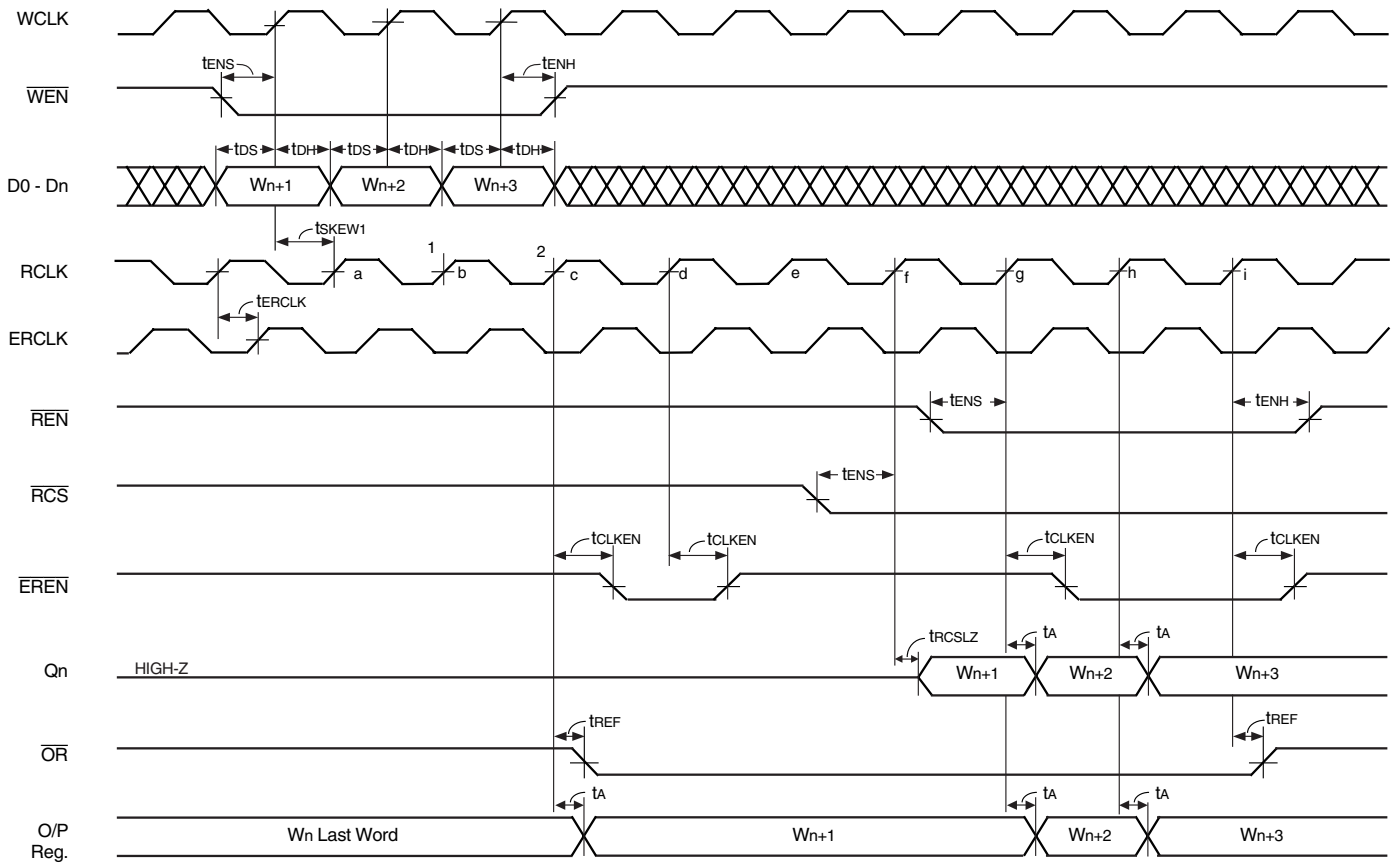 WCLK
tENS tENH
WEN
tDS tDH tDS tDH tDS tDH
D0 - Dn Wn+1 Wn+2 Wn+3
tSKEW1
1 2
RCLK a b c d e f g h i
tERCLK
ERCLK
REN tENS tENH
RCS tENS
tCLKEN tCLKEN tCLKEN tCLKEN
EREN
tRCSLZ tA tA
Qn HIGH-Z Wn+1 Wn+2 Wn+3
tREF tREF
OR
tA tA tA
O/P Reg. Wn Last Word Wn+1 Wn+2 Wn+3